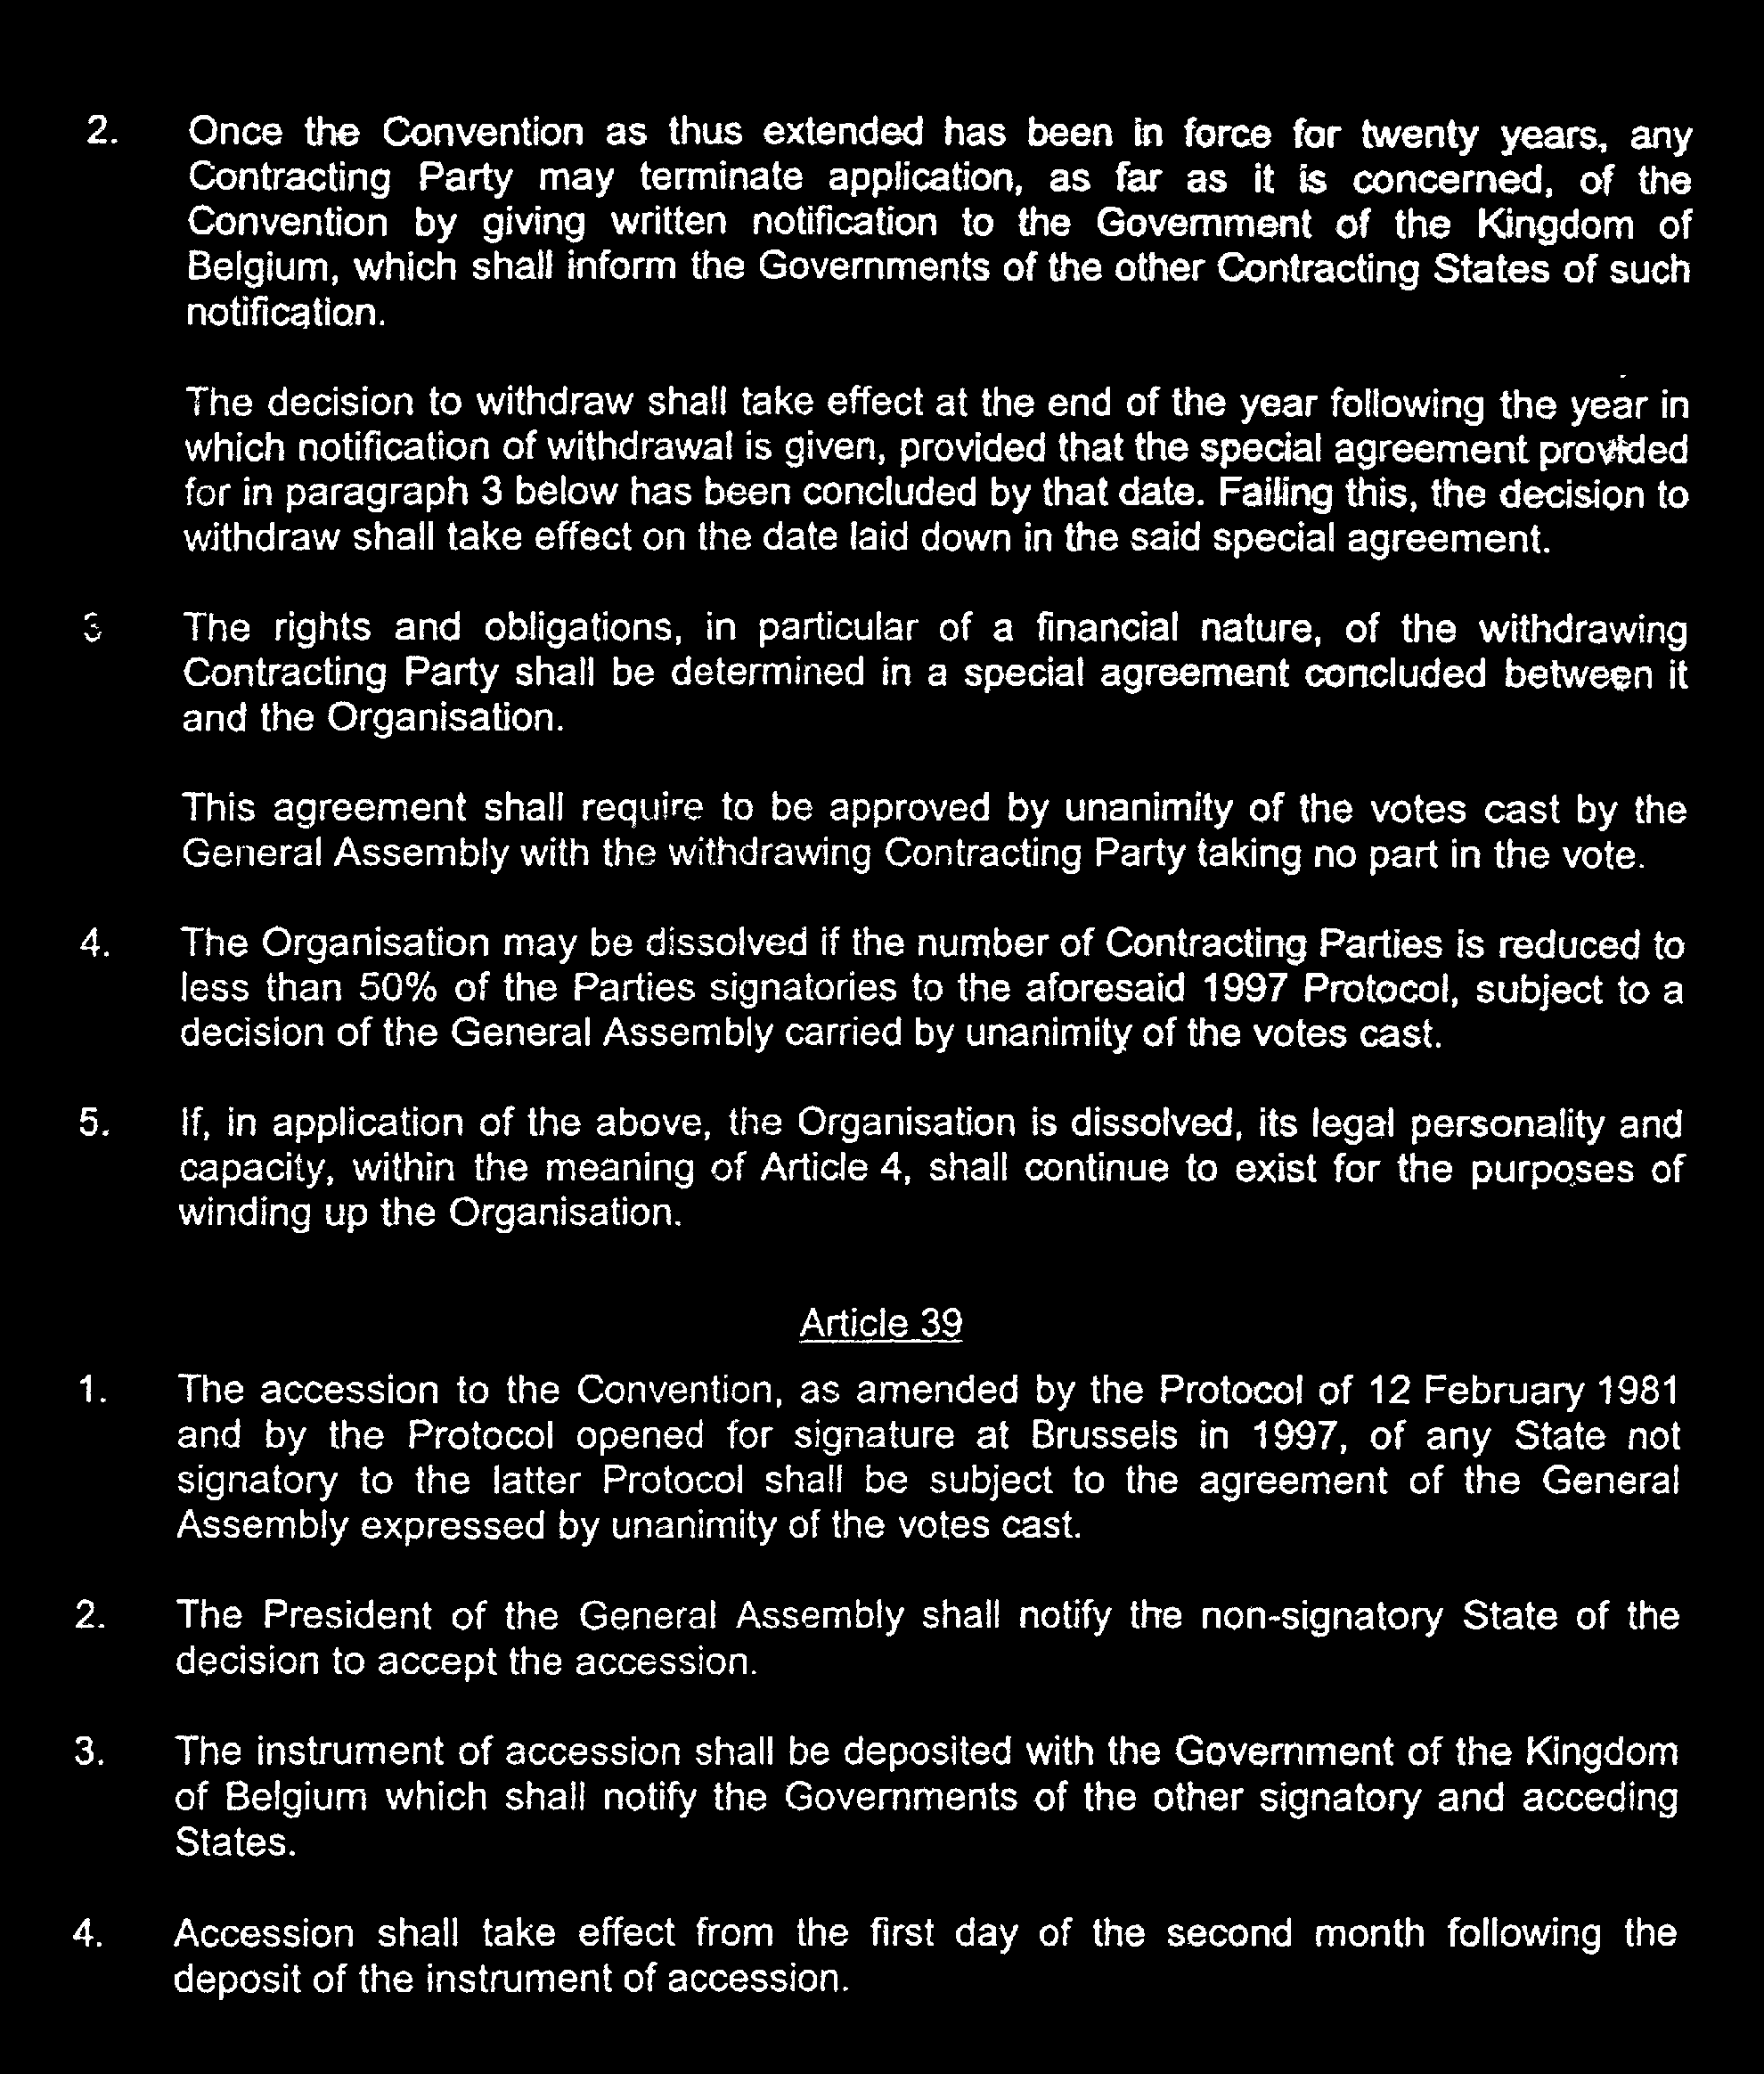 2. Once the Convention as thus extended has been in force for twenty years, any
Contracting Party may terminate application, as far as it is concerned, of the
Convention by giving written notification to the Government of the Kingdom of
Belgium, which shall inform the Governments of the other Contracting States of such
notification.
The decision to withdraw shall take effect at the end of the year following the year in
which notification of withdrawal is given, provided that the special agreement provided
for in paragraph 3 below has been concluded by that date. Failing this, the decision to
withdraw shall take effect on the date laid down in the said special agreement.
3 The rights and obligations, in particular of a financial nature, of the withdrawing
Contracting Party shall be determined in a special agreement concluded between it
and the Organisation.
This agreement shall require to be approved by unanimity of the votes cast by the
General Assembly with the withdrawing Contracting Party taking no part in the vote.
4. The Organisation may be dissolved if the number of Contracting Parties is reduced to
less than 50% of the Parties signatories to the aforesaid 1997 Protocol, subject to a
decision of the General Assembly carried by unanimity of the votes cast.
5. If, in application of the above, the Organisation is dissolved, its legal personality and
capacity, within the meaning of Article 4, shall continue to exist for the purposes of
winding up the Organisation.
Article 39
1. The accession to the Convention, as amended by the Protocol of 12 February 1981
and by the Protocol opened for signature at Brussels in 1997, of any State not
signatory to the latter Protocol shall be subject to the agreement of the General
Assembly expressed by unanimity of the votes cast.
2. The President of the General Assembly shall notify the non-signatory State of the
decision to accept the accession.
3. The instrument of accession shall be deposited with the Government of the Kingdom
of Belgium which shall notify the Governments of the other signatory and acceding
States.
4. Accession shall take effect from the first day of the second month following the
deposit of the instrument of accession.